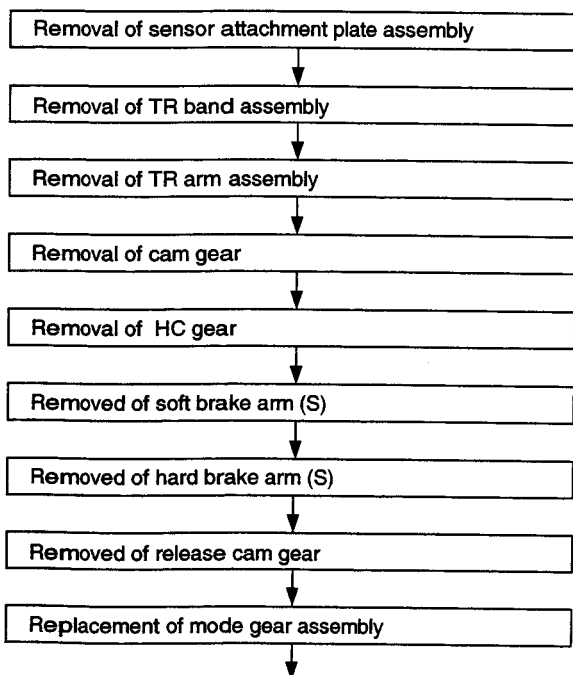 Removal of sensor attachment plate assembly
Removal of TR band assembly
Removal of TR arm assembly
Removal of cam gear
Removal of HC gear
Removed of soft brake arm (S)
Removed of hard brake arm (S)
Removed of release cam gear
Replacement of mode gear assembly